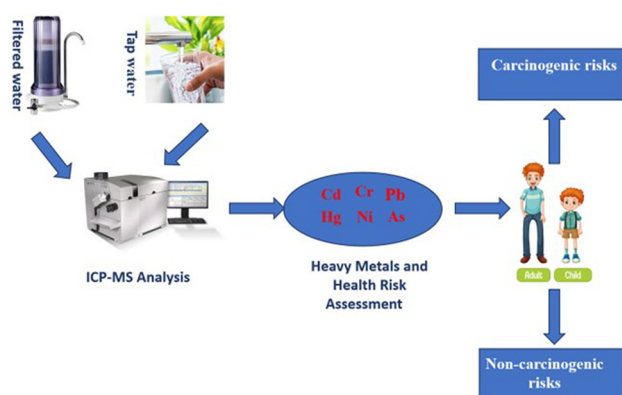 Filtered water
Tap water
Carcinogenic risks
Cd Cr Pb
Hg Ni As
ICP-MS Analysis
Heavy Metals and
Health Risk
Assessment
Adult Child
Non-carcinogenic
risks